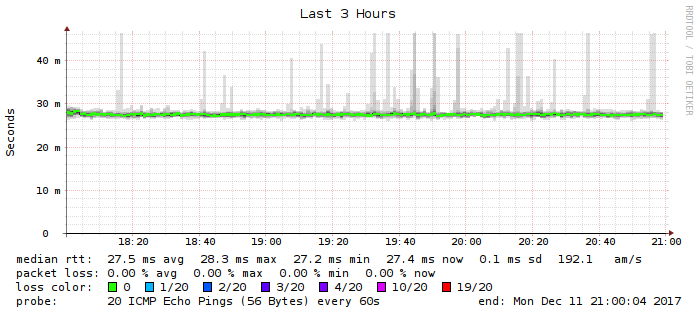 Last 3 Hours
RRDTOOL / TOBI OETIKER
Seconds
40 m
30 m
20 m
10 m
0
18:20 18:40 19:00 19:20 19:40 20:00 20:20 20:40 21:00
median rtt: 27.5 ms avg 28.3 ms max 27.2 ms min 27.4 ms now 0.1 ms sd 192.1 am/s
packet loss: 0.00 % avg 0.00 % max 0.00 % min 0.00 % now
loss color: 0 1/20 2/20 3/20 4/20 10/20 19/20
probe: 20 ICMP Echo Pings (56 Bytes) every 60s end: Mon Dec 11 21:00:04 2017